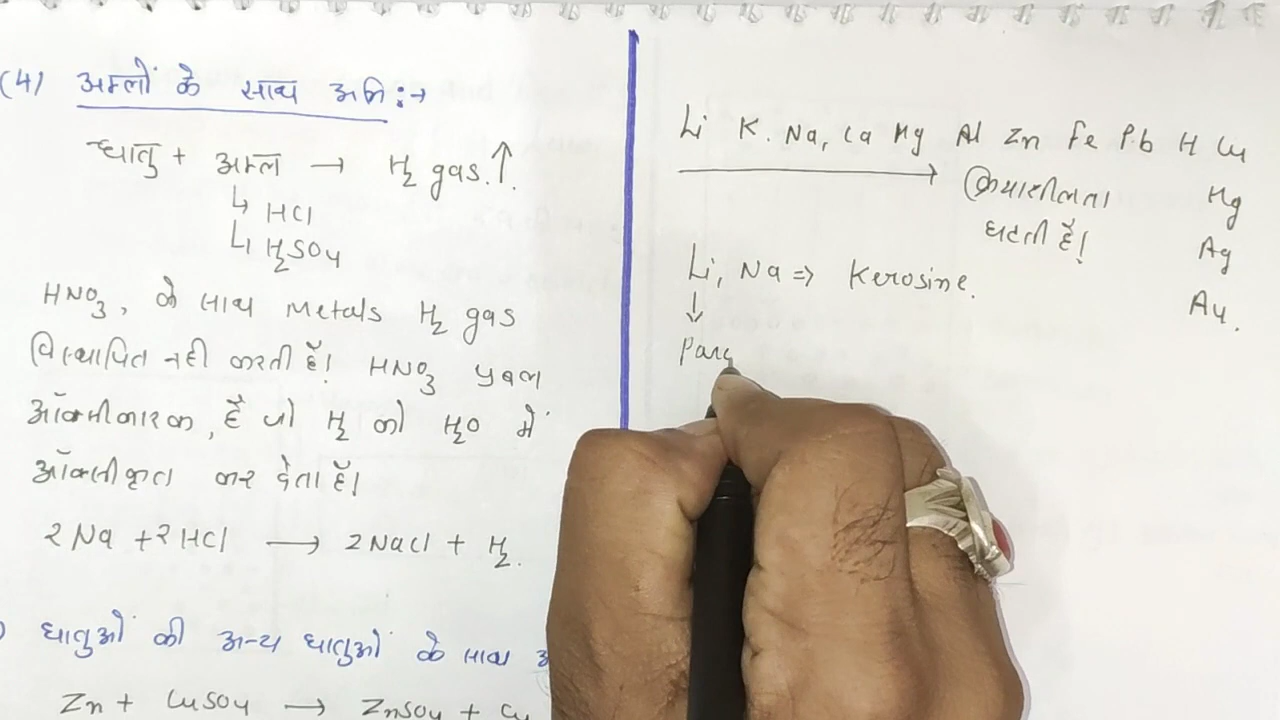 (4) अम्लों के साथ अभि :→
धातु + अम्ल → H2 gas.↑.
↳ HCl
↳ H2SO4
HNO3, के साथ Metals H2 gas
विस्थापित नही करती हैं! HNO3 प्रबल
ऑक्सीकारक, है जो H2 को H2O में
ऑक्सीकृत कर देता हैं!
2Na + 2HCl → 2NaCl + H2.
) धातुओं की अन्य धातुओं के साथ अ
Zn + CuSO4 → ZnSO4 + Cu
Li K. Na, Ca Mg Al Zn Fe Pb H Cu
→ क्रियाशीलता Hg
घटती हैं! Ag
Li, Na => Kerosine. Au.
↓
Para